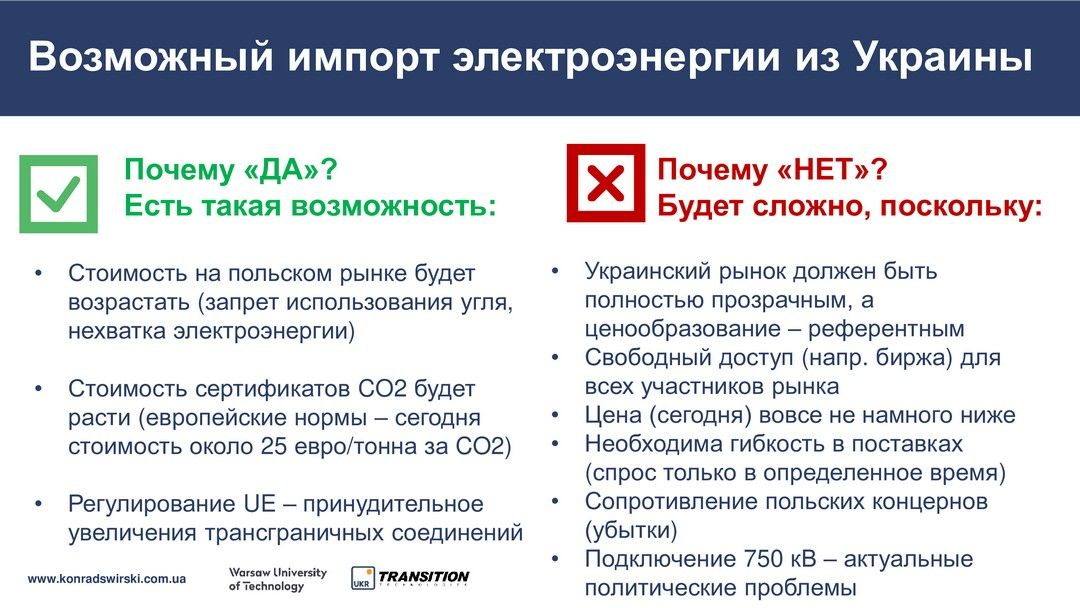 Возможный импорт электроэнергии из Украины
Почему «ДА»?
Есть такая возможность:
• Стоимость на польском рынке будет
возрастать (запрет использования угля,
нехватка электроэнергии)
• Стоимость сертификатов СО2 будет
расти (европейские нормы – сегодня
стоимость около 25 евро/тонна за СО2)
• Регулирование UE – принудительное
увеличения трансграничных соединений
Почему «НЕТ»?
Будет сложно, поскольку:
• Украинский рынок должен быть
полностью прозрачным, а
ценообразование – референтным
• Свободный доступ (напр. биржа) для
всех участников рынка
• Цена (сегодня) вовсе не намного ниже
• Необходима гибкость в поставках
(спрос только в определенное время)
• Сопротивление польских концернов
(убытки)
• Подключение 750 кВ – актуальные
политические проблемы
www.konradswirski.com.ua
Warsaw University
of Technology
UKR
TRANSITION
TECHNOLOGIES